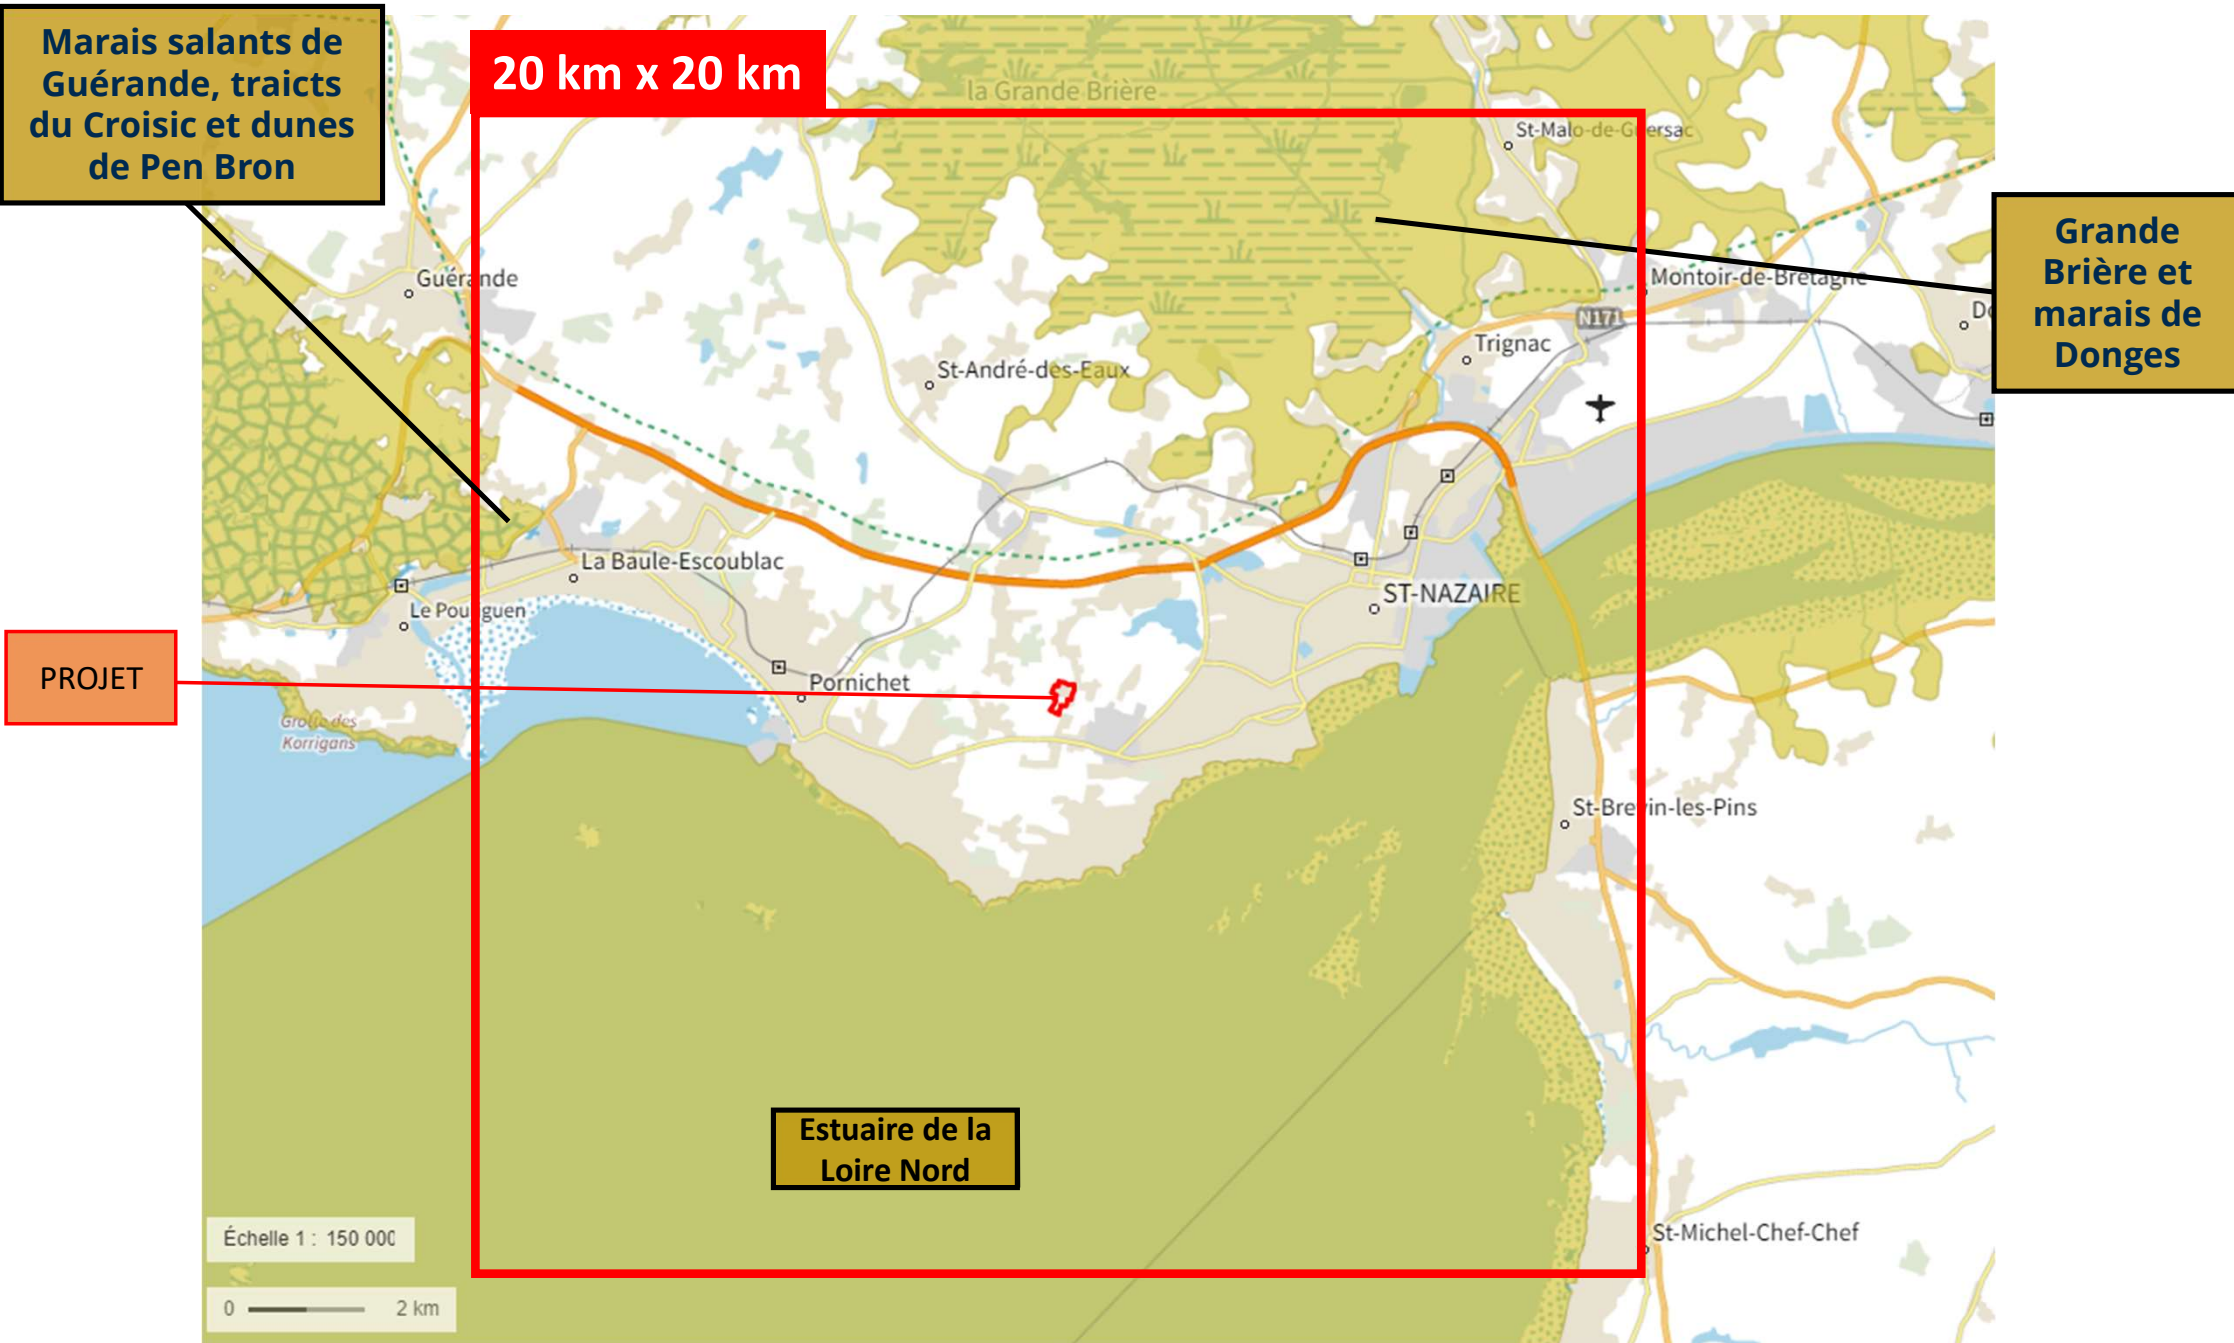 Marais salants de
Guérande, traicts
du Croisic et dunes
de Pen Bron
20 km x 20 km
la Grande Brière
St-Malo-de-Guersac
Grande
Brière et
marais de
Donges
Guérande
Montoir-de-Bretagne
N171
Trignac
St-André-des-Eaux
La Baule-Escoublac
ST-NAZAIRE
Le Pouliguen
PROJET
Pornichet
Grotte des
Korrigans
St-Brevin-les-Pins
Estuaire de la
Loire Nord
Échelle 1 : 150 000
St-Michel-Chef-Chef
0 2 km